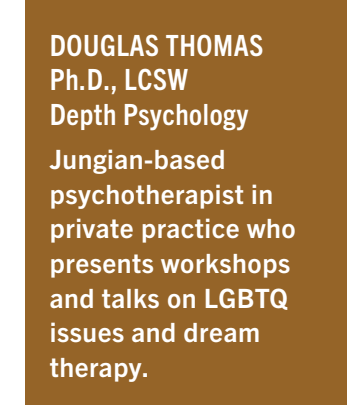 DOUGLAS THOMAS
Ph.D., LCSW
Depth Psychology
Jungian-based
psychotherapist in
private practice who
presents workshops
and talks on LGBTQ
issues and dream
therapy.